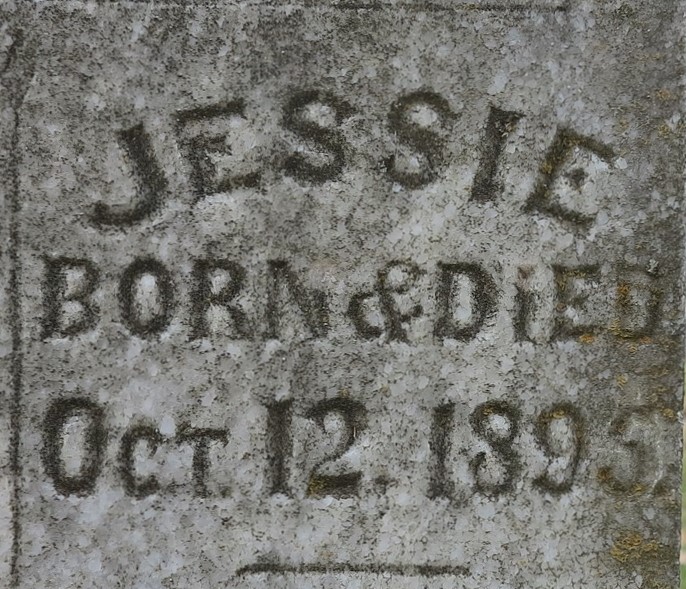 JESSIE
BORN & DiED
OCT 12. 1893.